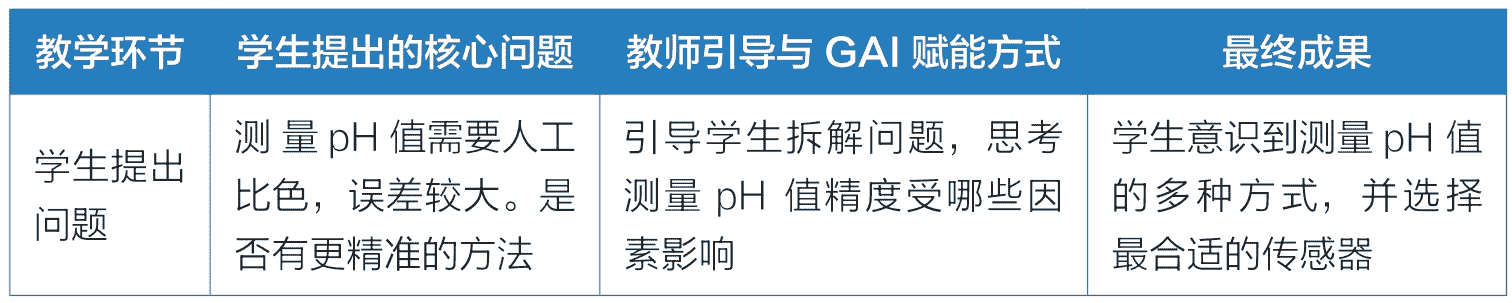 教学环节 学生提出的核心问题 教师引导与 GAI 赋能方式 最终成果
学生提出
问题
测量 pH 值需要人工
比色，误差较大。是
否有更精准的方法
引导学生拆解问题，思考
测量 pH 值精度受哪些因
素影响
学生意识到测量 pH 值
的多种方式，并选择
最合适的传感器